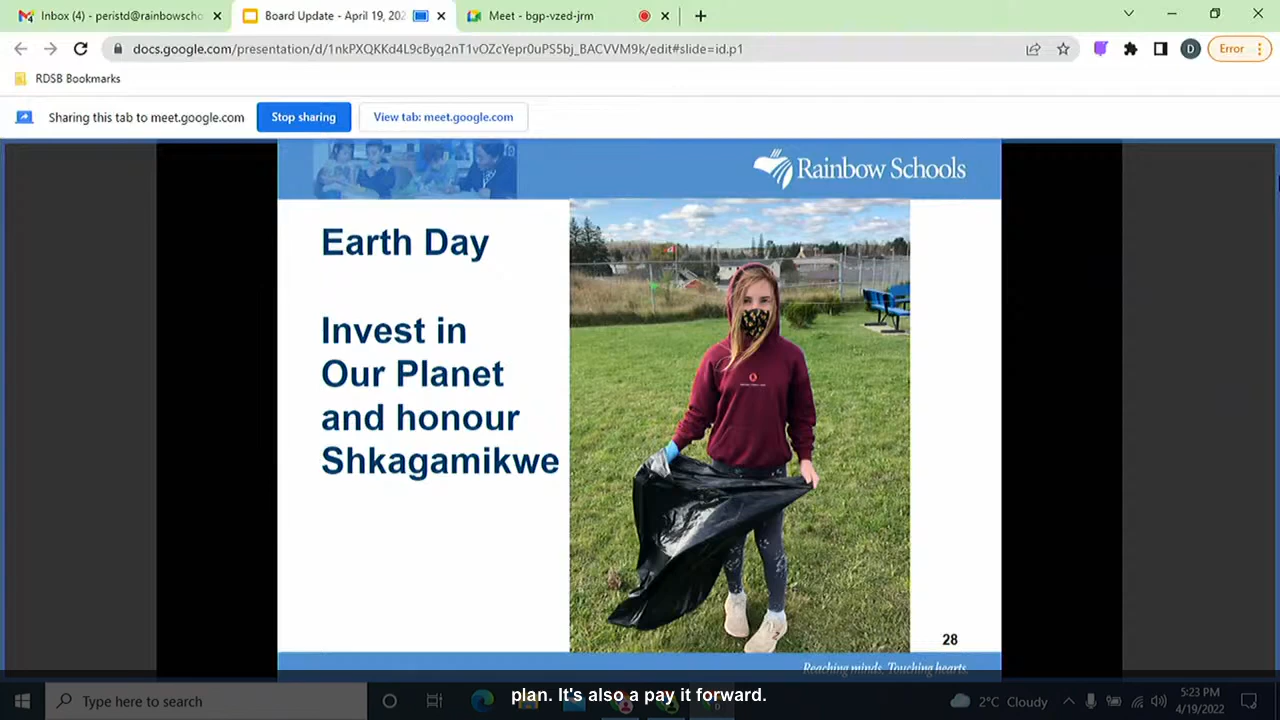 Inbox (4) - peristd@rainbowscho
Board Update - April 19, 202
Meet - bgp-vzed-jrm
docs.google.com/presentation/d/1nkPXQKKd4L9cByq2nT1vOZcYepr0uPS5bj_BACVVM9k/edit#slide=id.p1
D
Error
RDSB Bookmarks
Sharing this tab to meet.google.com
Stop sharing
View tab: meet.google.com
Rainbow Schools
Earth Day
Invest in
Our Planet
and honour
Shkagamikwe
28
Reaching minds. Touching hearts.
plan. It's also a pay it forward.
Type here to search
2°C Cloudy
5:23 PM
4/19/2022